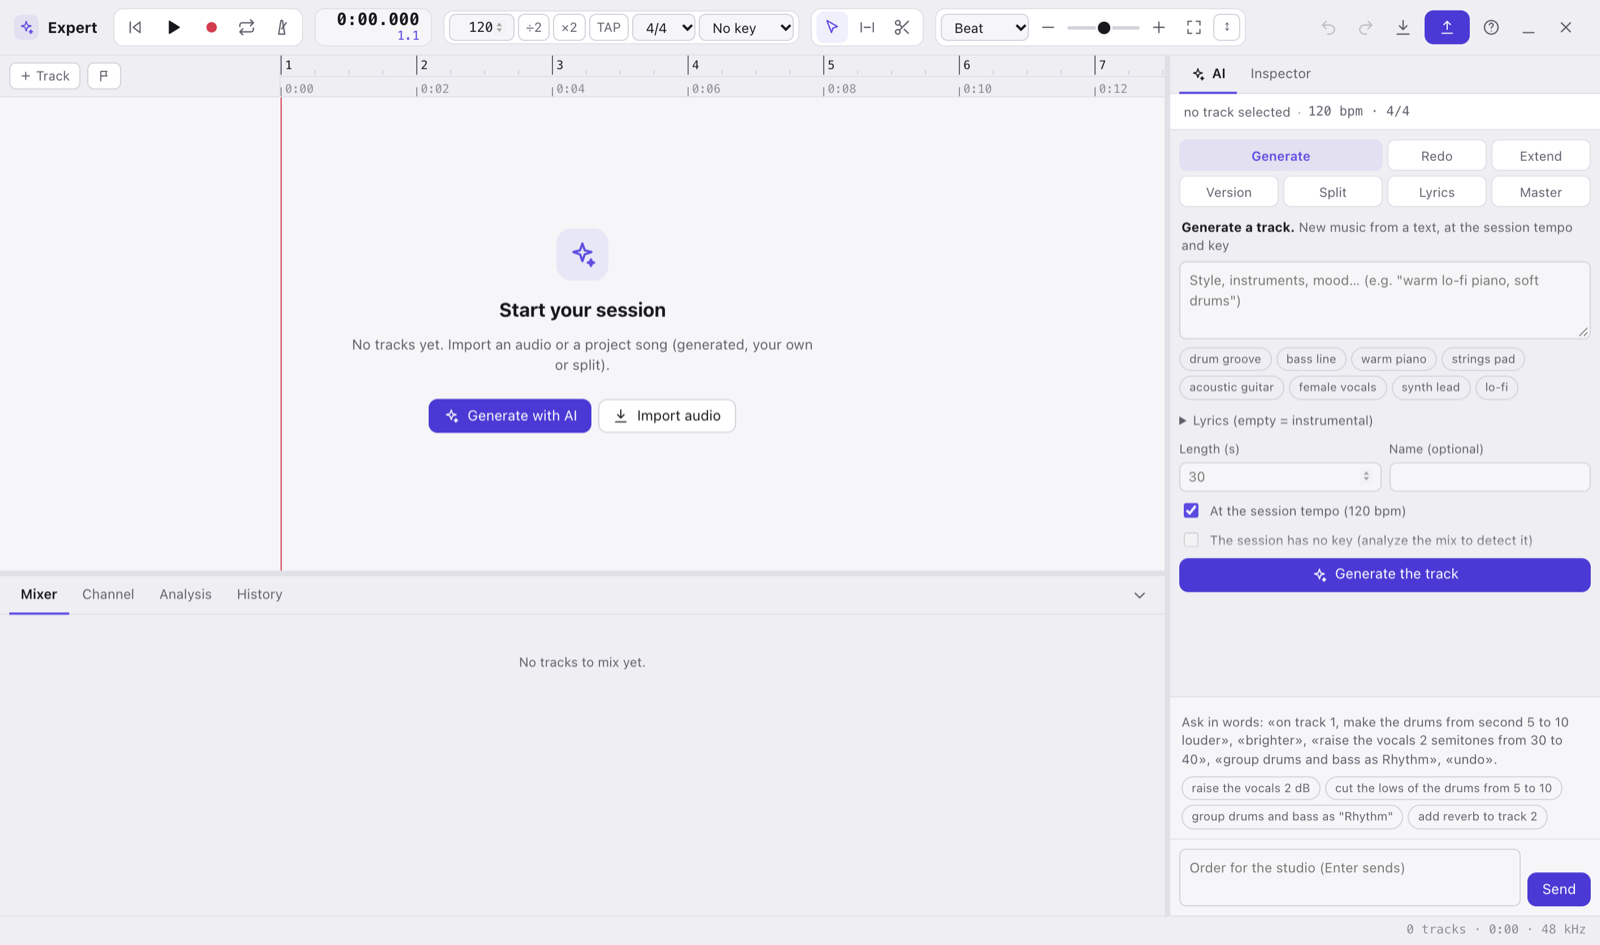 Expert
0:00.000
1.1
120
÷2
×2
TAP
4/4
No key
Beat
+ Track
1 2 3 4 5 6 7
0:00 0:02 0:04 0:06 0:08 0:10 0:12
Start your session
No tracks yet. Import an audio or a project song (generated, your own
or split).
Generate with AI
Import audio
Mixer
Channel
Analysis
History
No tracks to mix yet.
AI
Inspector
no track selected · 120 bpm · 4/4
Generate
Redo
Extend
Version
Split
Lyrics
Master
Generate a track. New music from a text, at the session tempo
and key
Style, instruments, mood... (e.g. "warm lo-fi piano, soft
drums")
drum groove
bass line
warm piano
strings pad
acoustic guitar
female vocals
synth lead
lo-fi
Lyrics (empty = instrumental)
Length (s)
Name (optional)
30
At the session tempo (120 bpm)
The session has no key (analyze the mix to detect it)
Generate the track
Ask in words: «on track 1, make the drums from second 5 to 10
louder», «brighter», «raise the vocals 2 semitones from 30 to
40», «group drums and bass as Rhythm», «undo».
raise the vocals 2 dB
cut the lows of the drums from 5 to 10
group drums and bass as "Rhythm"
add reverb to track 2
Order for the studio (Enter sends)
Send
0 tracks · 0:00 · 48 kHz